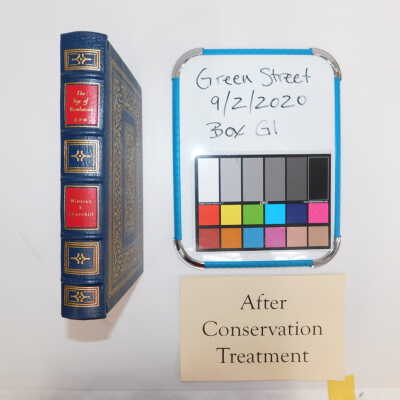 The
Age of
Revolution
Winston
S.
Churchill
Green Street
9/2/2020
Box G1
After
Conservation
Treatment